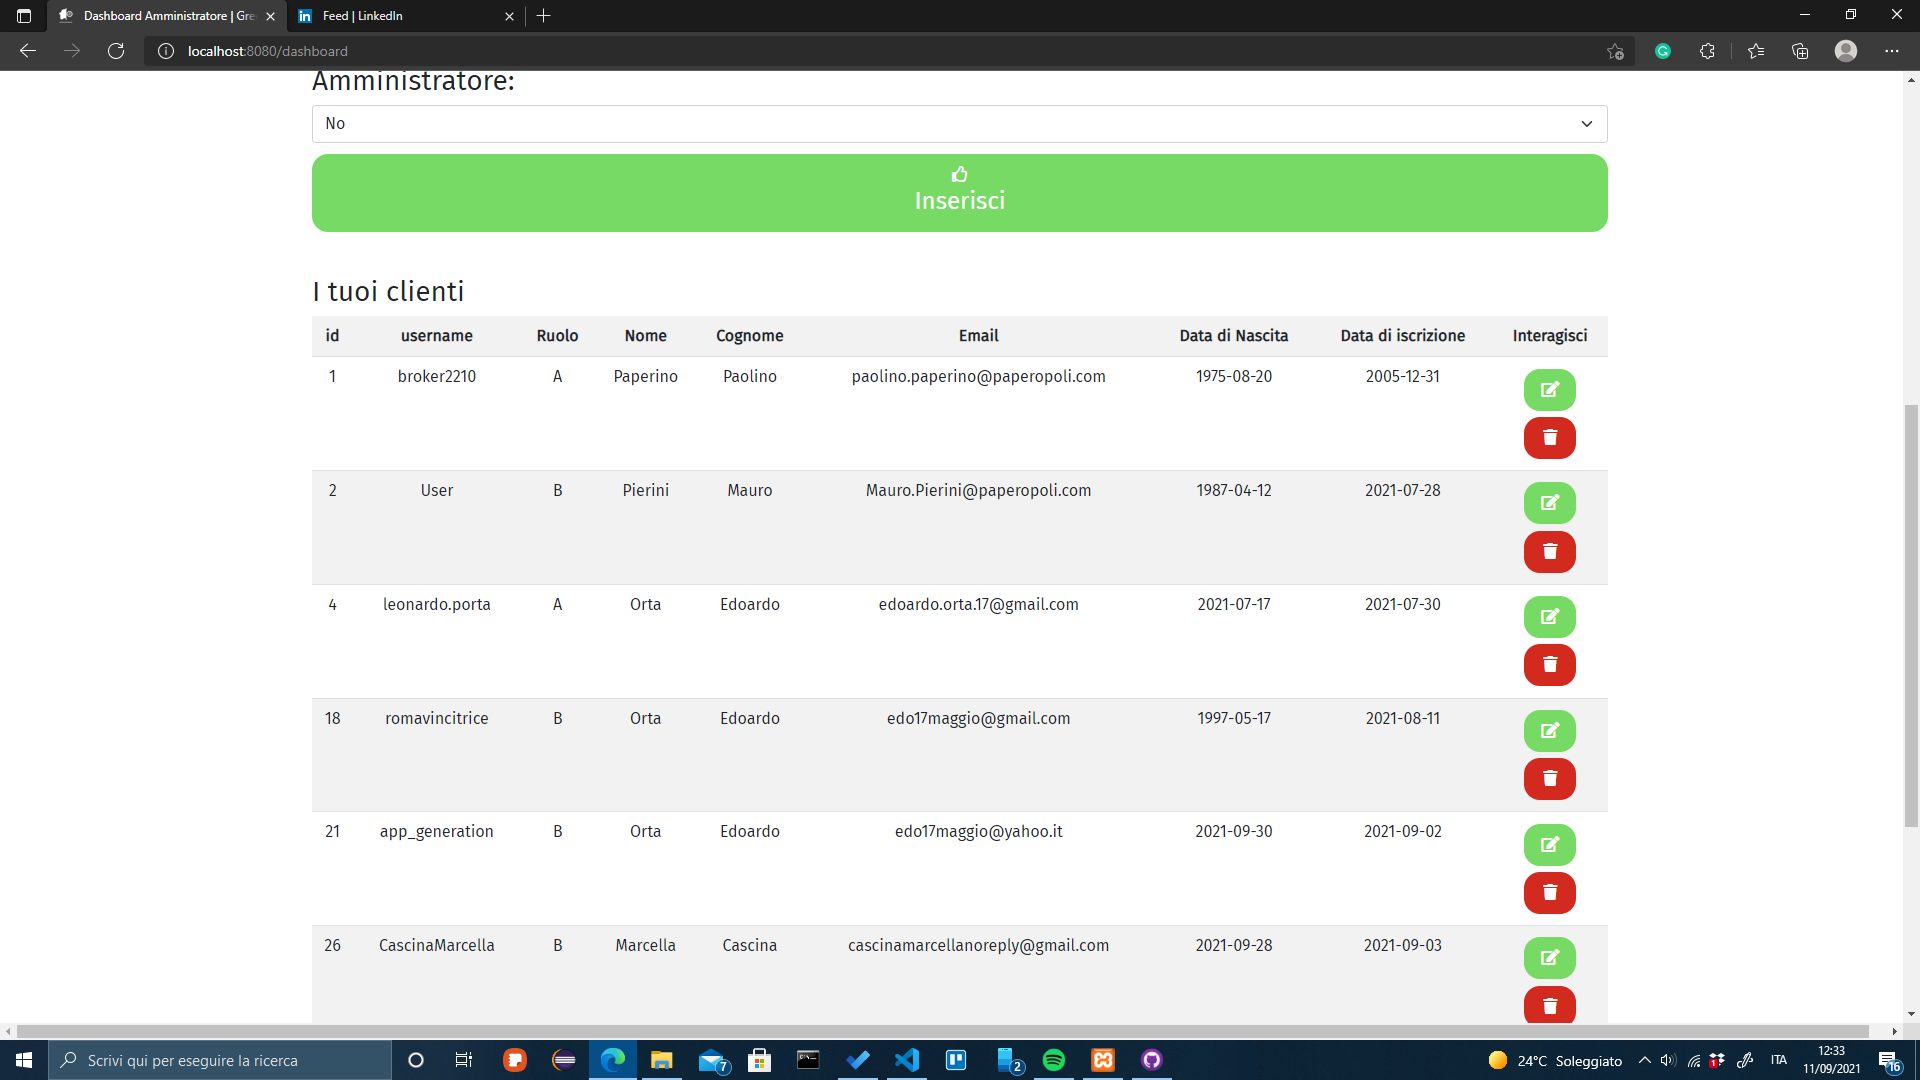 Dashboard Amministratore | Gre
Feed | LinkedIn
localhost:8080/dashboard
Amministratore:
No
Inserisci
I tuoi clienti
id username Ruolo Nome Cognome Email Data di Nascita Data di iscrizione Interagisci
1 broker2210 A Paperino Paolino paolino.paperino@paperopoli.com 1975-08-20 2005-12-31
2 User B Pierini Mauro Mauro.Pierini@paperopoli.com 1987-04-12 2021-07-28
4 leonardo.porta A Orta Edoardo edoardo.orta.17@gmail.com 2021-07-17 2021-07-30
18 romavincitrice B Orta Edoardo edo17maggio@gmail.com 1997-05-17 2021-08-11
21 app_generation B Orta Edoardo edo17maggio@yahoo.it 2021-09-30 2021-09-02
26 CascinaMarcella B Marcella Cascina cascinamarcellanoreply@gmail.com 2021-09-28 2021-09-03
Scrivi qui per eseguire la ricerca
7
2
24°C Soleggiato
1
ITA
12:33
11/09/2021
16